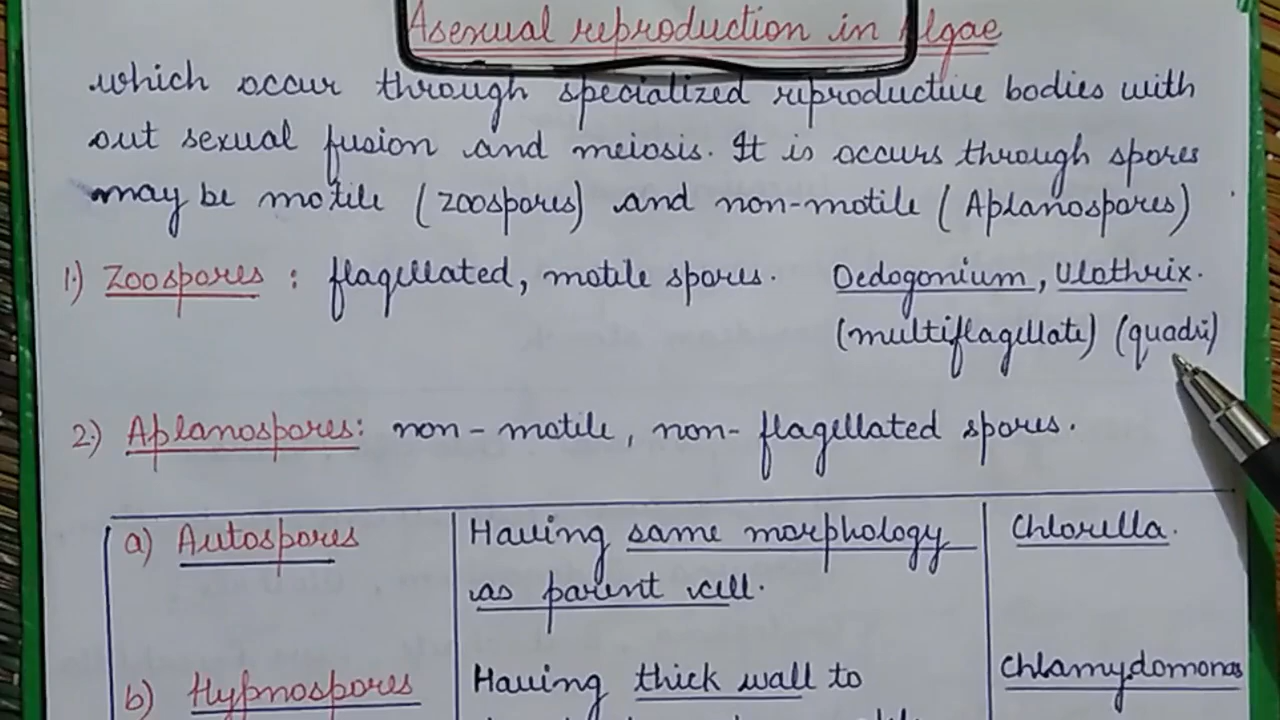 Asexual reproduction in Algae
which occur through specialized reproductive bodies with
out sexual fusion and meiosis. It is occurs through spores
may be motile (zoospores) and non-motile (Aplanospores)
1.) Zoospores : flagellated, motile spores. Oedogonium, Ulothrix.
(multiflagellate) (quadri)
2.) Aplanospores: non-motile, non-flagellated spores.
a) Autospores Having same morphology Chlorella.
as parent cell.
b) Hypnospores Having thick wall to Chlamydomonas